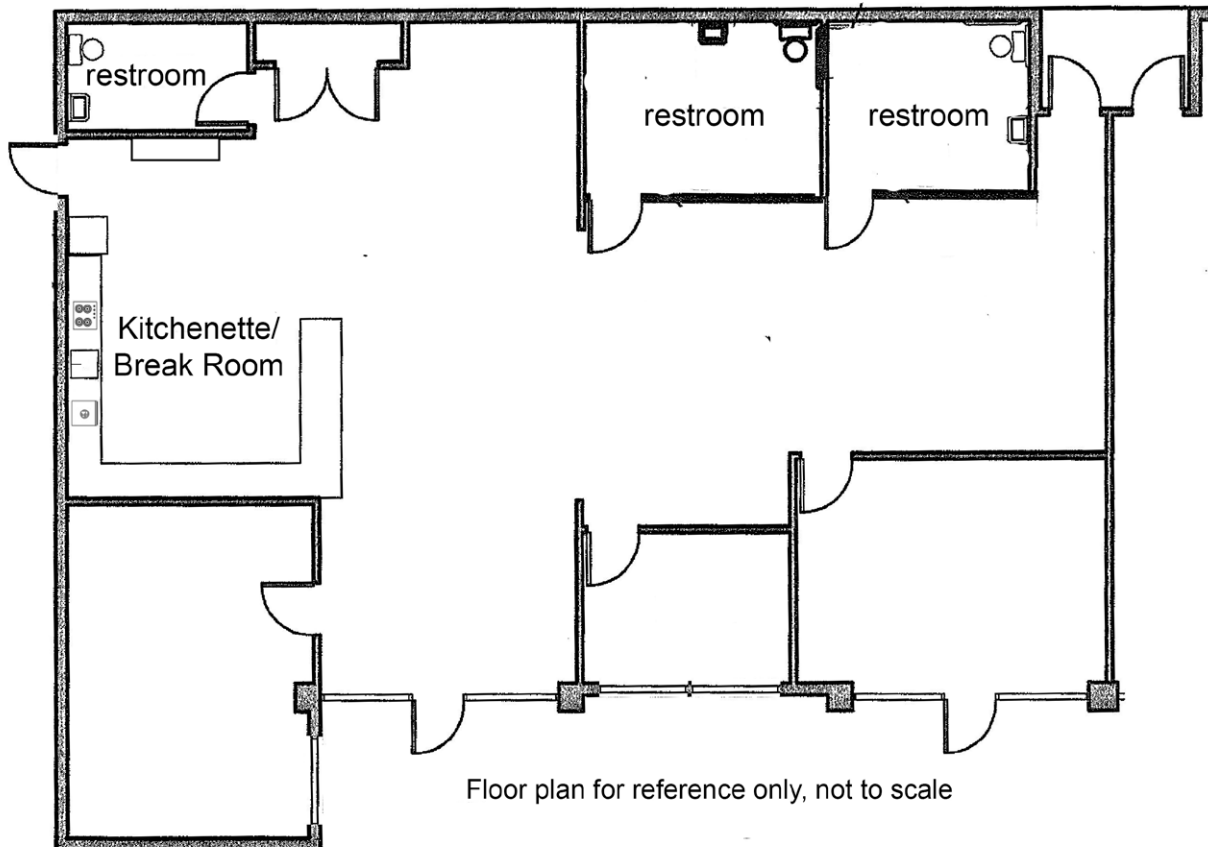 restroom
restroom
restroom
Kitchenette/
Break Room
Floor plan for reference only, not to scale